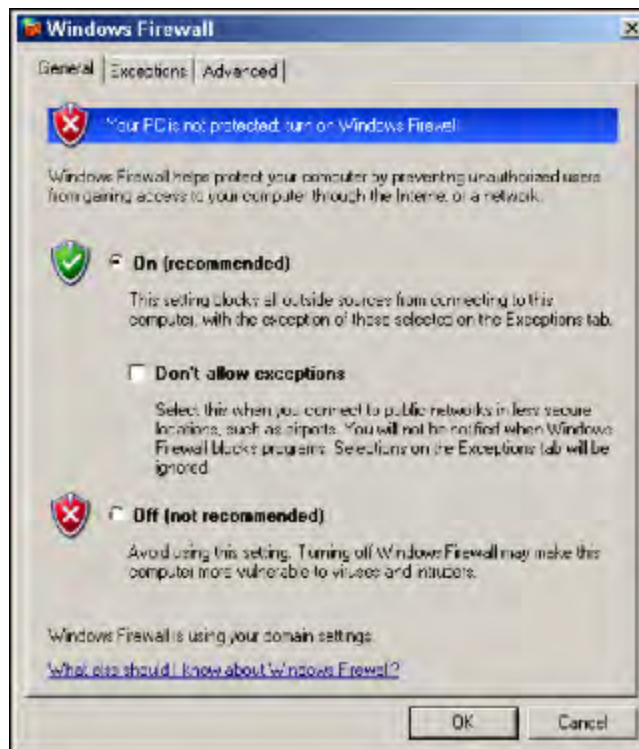 Windows Firewall
General Exceptions Advanced
Your PC is not protected: turn on Windows Firewall
Windows Firewall helps protect your computer by preventing unauthorized users
from gaining access to your computer through the Internet or a network.
On (recommended)
This setting blocks all outside sources from connecting to this
computer, with the exception of those selected on the Exceptions tab.
Don't allow exceptions
Select this when you connect to public networks in less secure
locations, such as airports. You will not be notified when Windows
Firewall blocks programs. Selections on the Exceptions tab will be
ignored.
Off (not recommended)
Avoid using this setting. Turning off Windows Firewall may make this
computer more vulnerable to viruses and intruders.
Windows Firewall is using your domain settings.
What else should I know about Windows Firewall?
OK Cancel